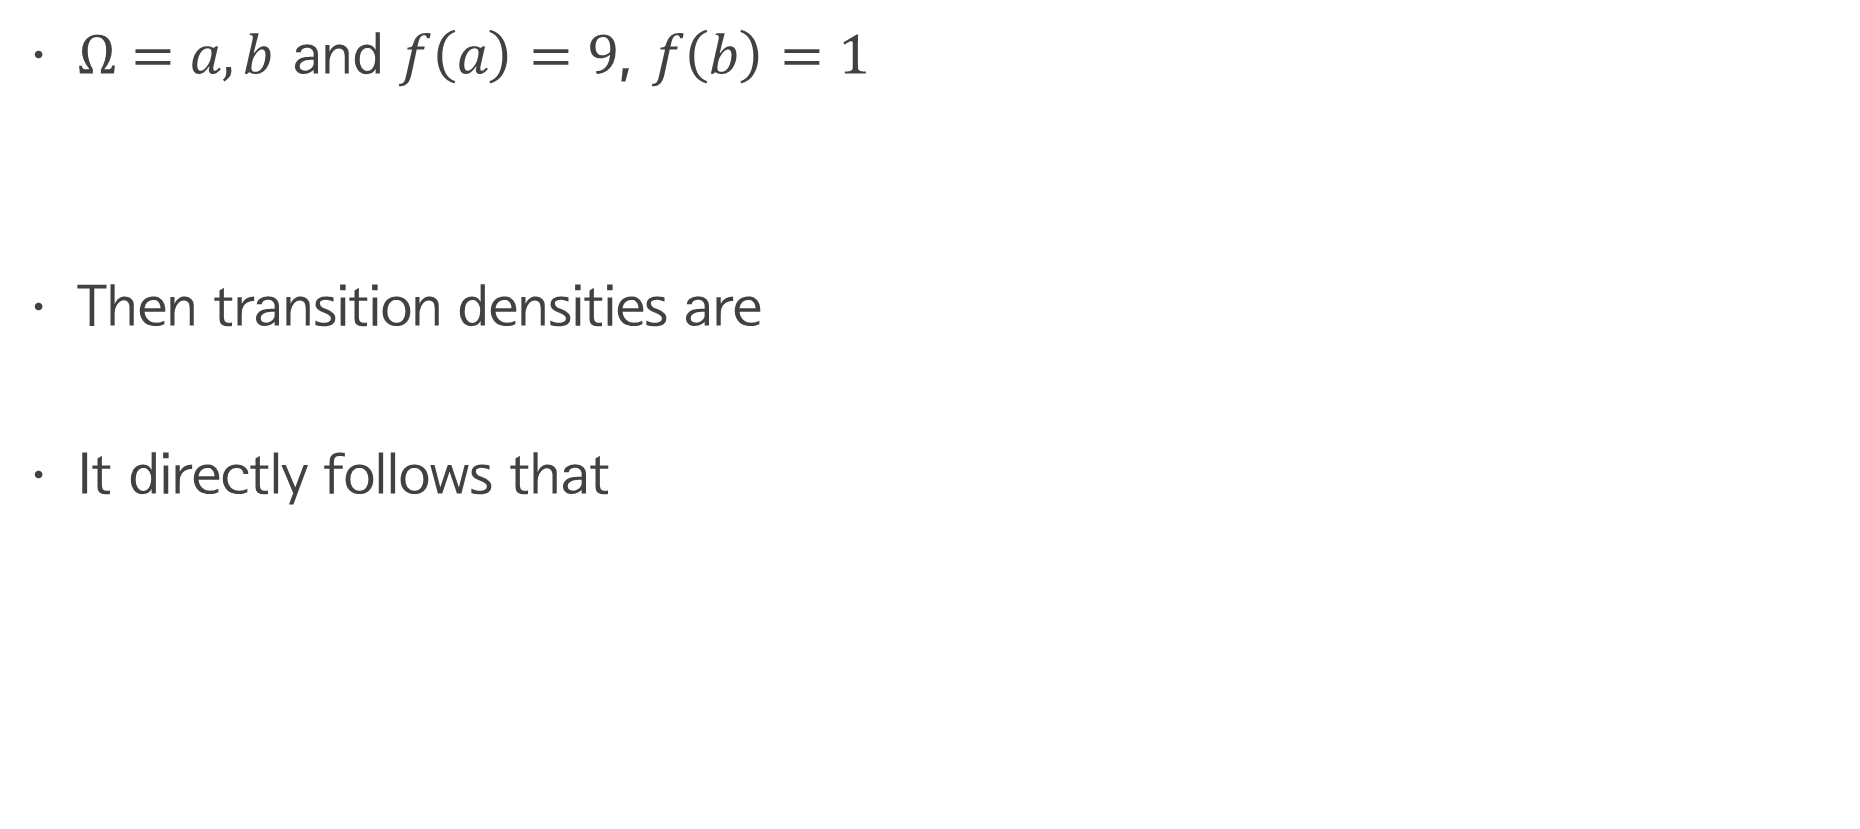 · Ω = a, b and f(a) = 9, f(b) = 1
· Then transition densities are
· It directly follows that